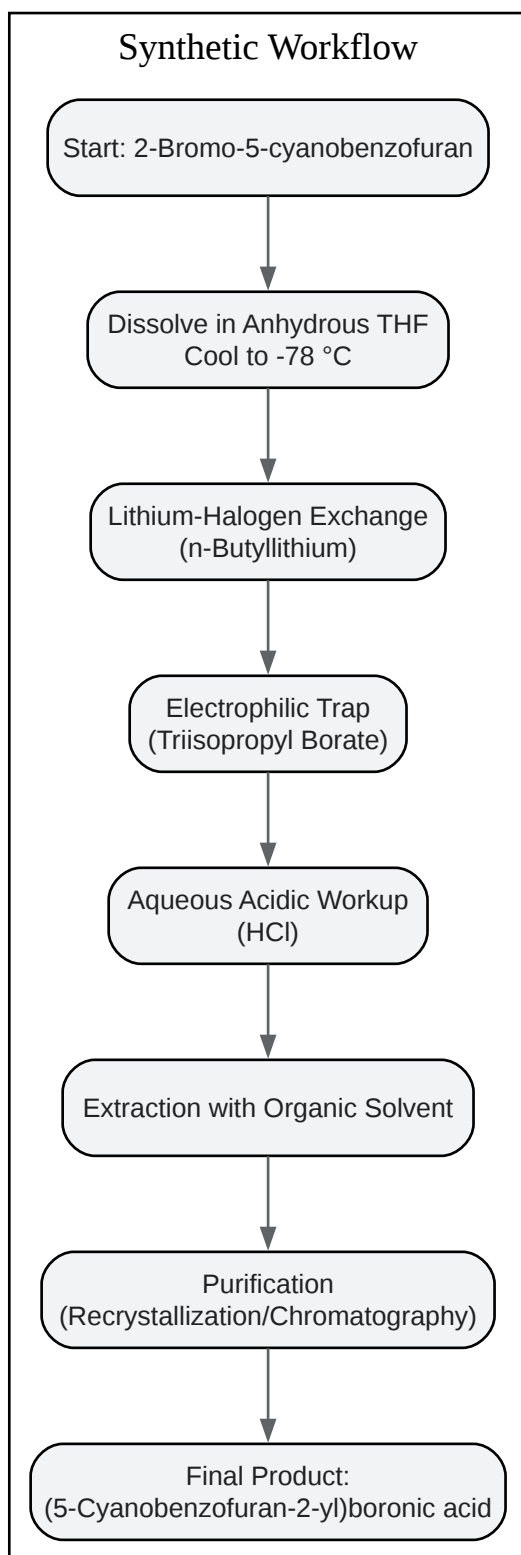 Synthetic Workflow
Start: 2-Bromo-5-cyanobenzofuran
Dissolve in Anhydrous THF
Cool to -78 °C
Lithium-Halogen Exchange
(n-Butyllithium)
Electrophilic Trap
(Triisopropyl Borate)
Aqueous Acidic Workup
(HCl)
Extraction with Organic Solvent
Purification
(Recrystallization/Chromatography)
Final Product:
(5-Cyanobenzofuran-2-yl)boronic acid